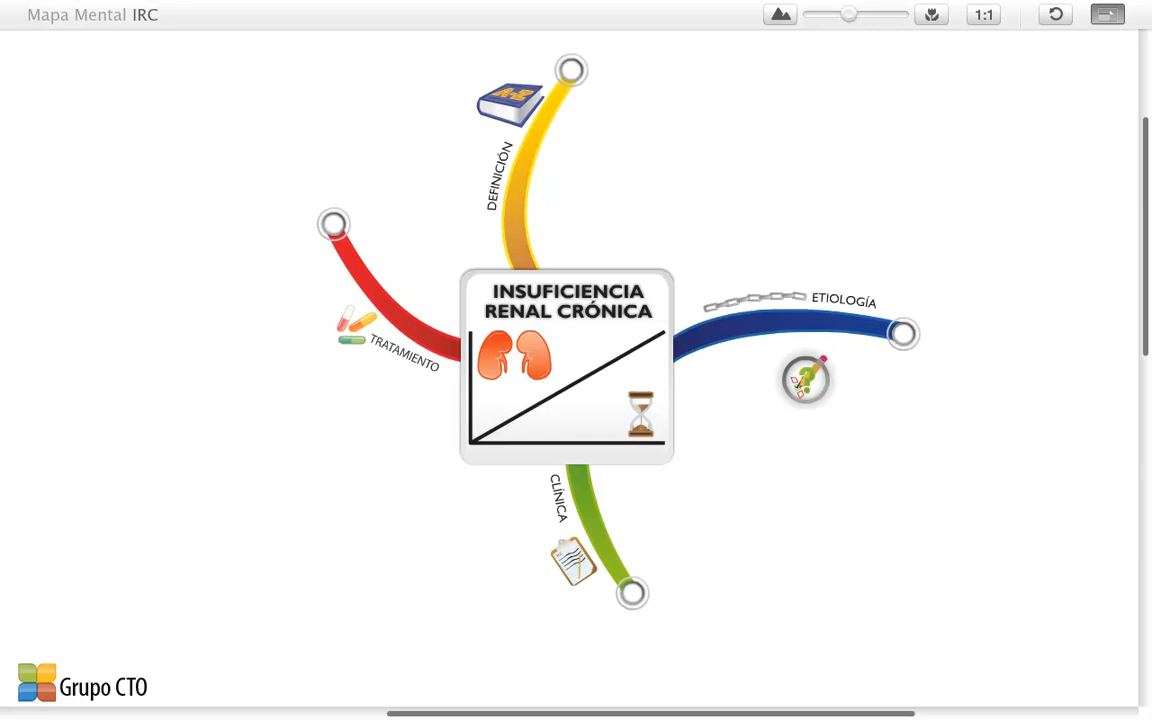 Mapa Mental IRC
1:1
A-Z
DEFINICIÓN
INSUFICIENCIA
RENAL CRÓNICA
ETIOLOGÍA
TRATAMIENTO
CLÍNICA
Grupo CTO